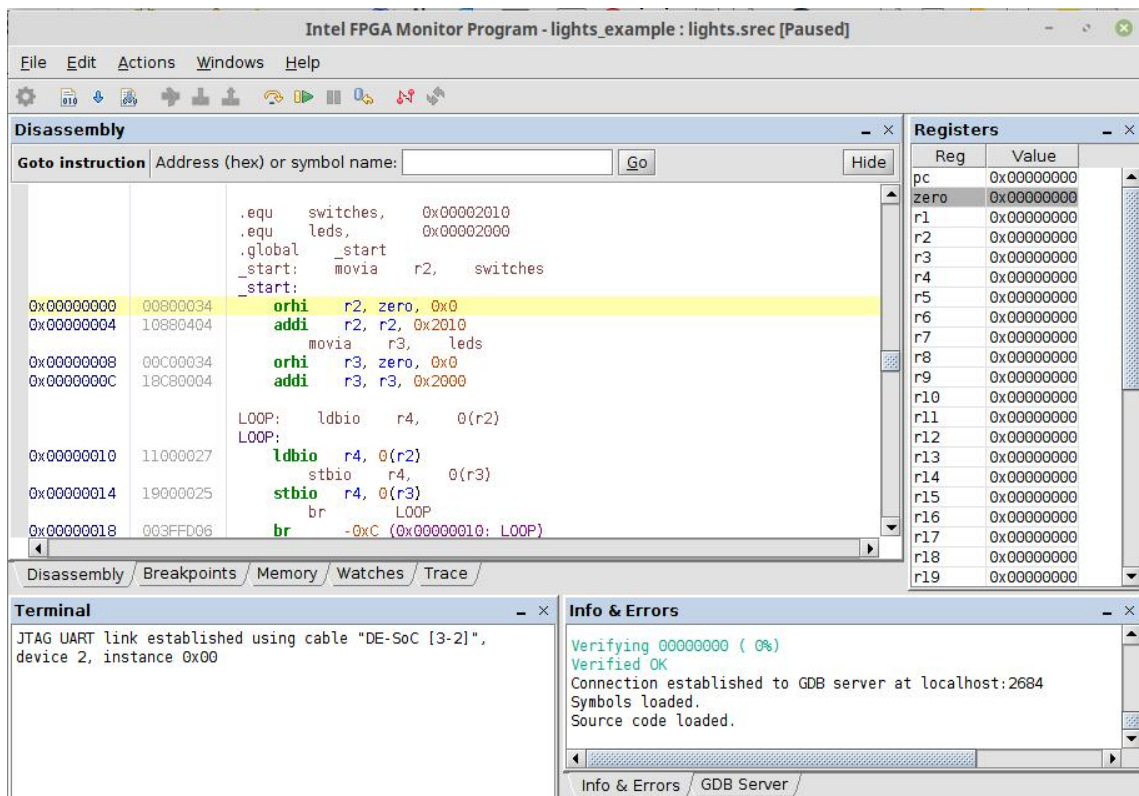 Intel FPGA Monitor Program - lights_example : lights.srec [Paused]
File Edit Actions Windows Help
Disassembly
Goto instruction Address (hex) or symbol name: Go Hide
.equ switches, 0x00002010
.equ leds, 0x00002000
.global _start
_start: movia r2, switches
_start:
0x00000000 00800034 orhi r2, zero, 0x0
0x00000004 10880404 addi r2, r2, 0x2010
movia r3, leds
0x00000008 00C00034 orhi r3, zero, 0x0
0x0000000C 18C80004 addi r3, r3, 0x2000
LOOP: ldbio r4, 0(r2)
LOOP:
0x00000010 11000027 ldbio r4, 0(r2)
stbio r4, 0(r3)
0x00000014 19000025 stbio r4, 0(r3)
br LOOP
0x00000018 003FFD06 br -0xC (0x00000010: LOOP)
Disassembly Breakpoints Memory Watches Trace
Registers
Reg Value
pc 0x00000000
zero 0x00000000
r1 0x00000000
r2 0x00000000
r3 0x00000000
r4 0x00000000
r5 0x00000000
r6 0x00000000
r7 0x00000000
r8 0x00000000
r9 0x00000000
r10 0x00000000
r11 0x00000000
r12 0x00000000
r13 0x00000000
r14 0x00000000
r15 0x00000000
r16 0x00000000
r17 0x00000000
r18 0x00000000
r19 0x00000000
Terminal
JTAG UART link established using cable "DE-SoC [3-2]",
device 2, instance 0x00
Info & Errors
Verifying 00000000 ( 0%)
Verified OK
Connection established to GDB server at localhost:2684
Symbols loaded.
Source code loaded.
Info & Errors GDB Server